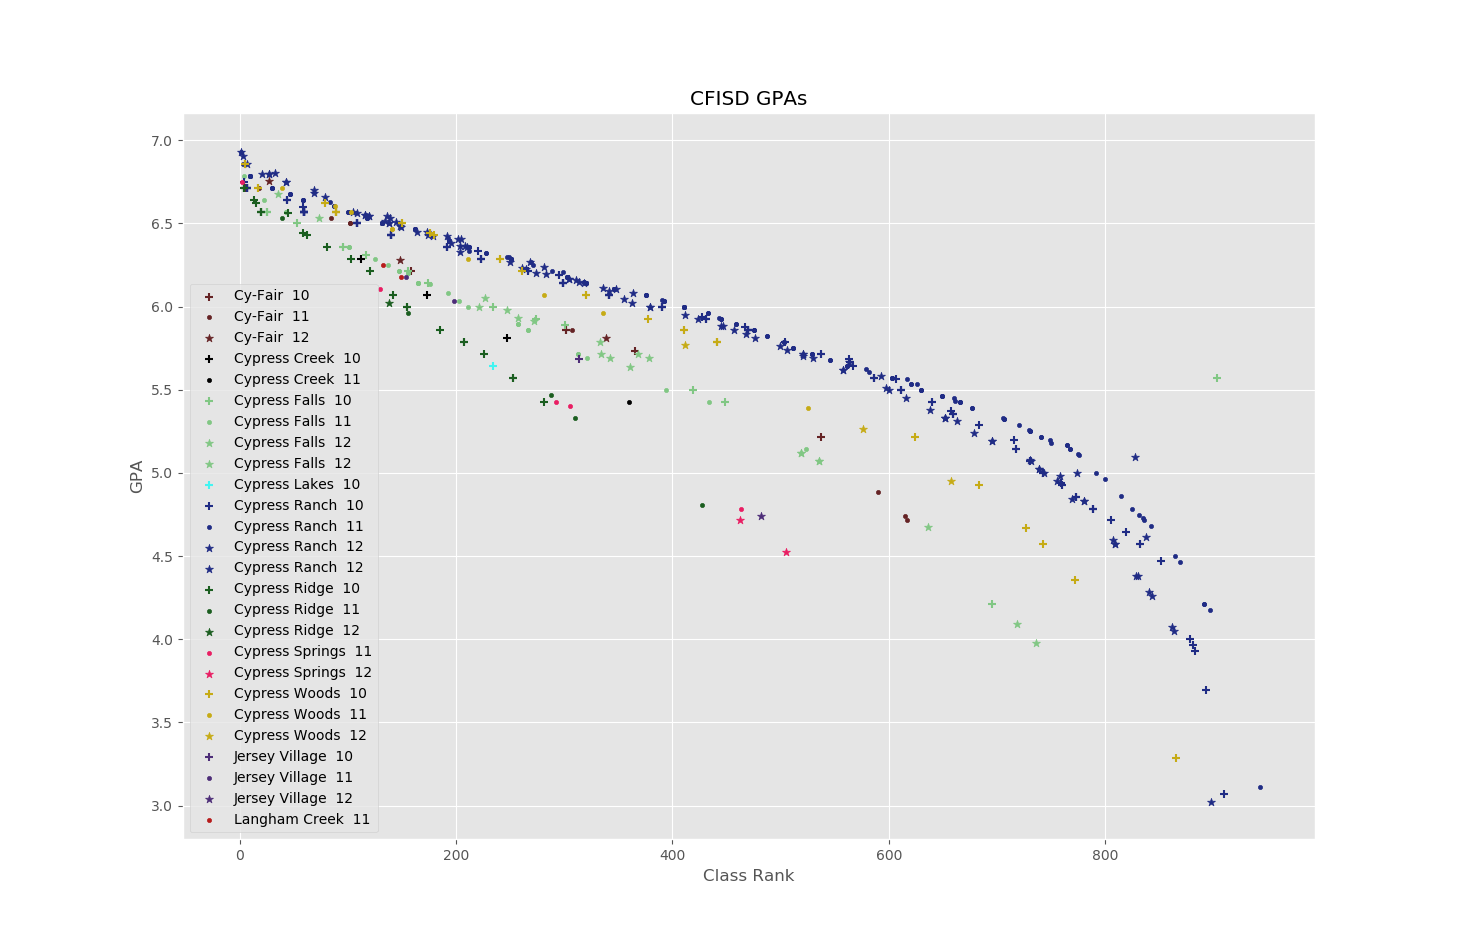 CFISD GPAs
7.0
6.5
6.0
5.5
5.0
4.5
4.0
3.5
3.0
GPA
Cy-Fair 10
Cy-Fair 11
Cy-Fair 12
Cypress Creek 10
Cypress Creek 11
Cypress Falls 10
Cypress Falls 11
Cypress Falls 12
Cypress Falls 12
Cypress Lakes 10
Cypress Ranch 10
Cypress Ranch 11
Cypress Ranch 12
Cypress Ranch 12
Cypress Ridge 10
Cypress Ridge 11
Cypress Ridge 12
Cypress Springs 11
Cypress Springs 12
Cypress Woods 10
Cypress Woods 11
Cypress Woods 12
Jersey Village 10
Jersey Village 11
Jersey Village 12
Langham Creek 11
0 200 400 600 800
Class Rank